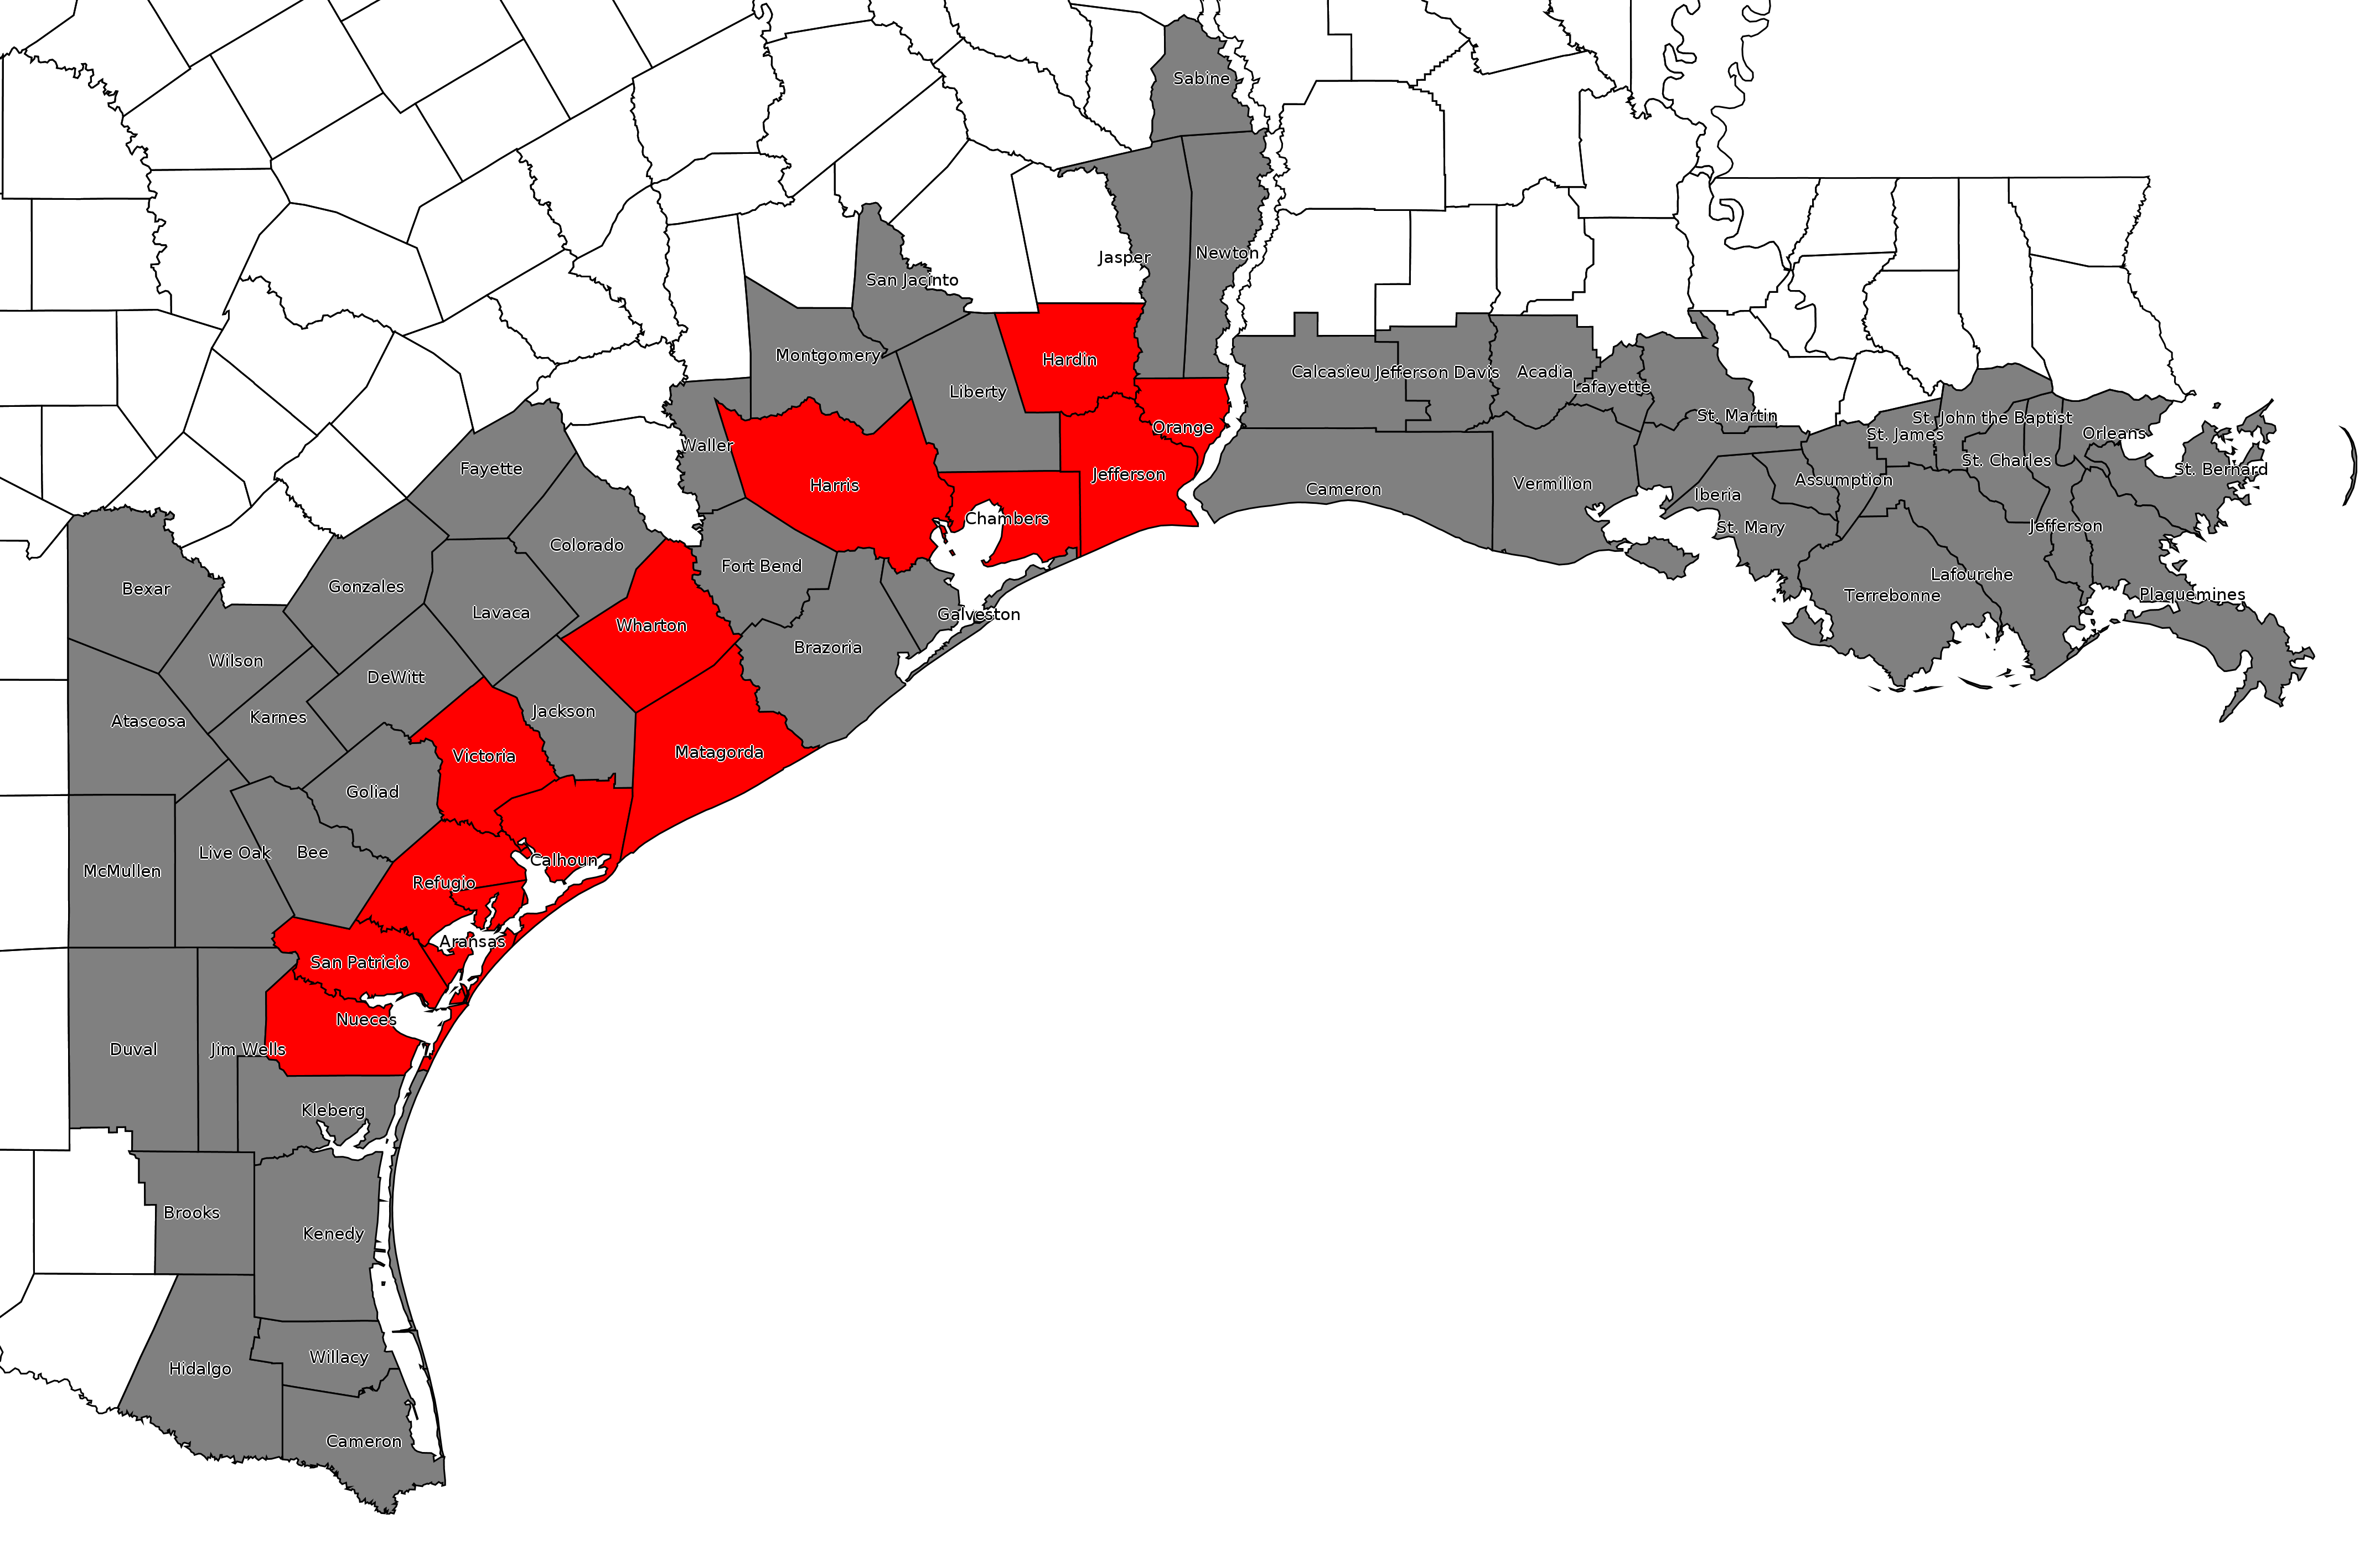 Sabine
Jasper
Newton
San Jacinto
Montgomery
Hardin
Liberty
Calcasieu
Jefferson Davis
Acadia
Lafayette
St. Martin
St. John the Baptist
St. James
Orleans
Orange
Waller
Fayette
Harris
Jefferson
St. Charles
St. Bernard
Assumption
Cameron
Vermilion
Iberia
St. Mary
Jefferson
Chambers
Colorado
Fort Bend
Bexar
Gonzales
Lavaca
Galveston
Lafourche
Terrebonne
Plaquemines
Wharton
Brazoria
Wilson
DeWitt
Karnes
Atascosa
Jackson
Victoria
Matagorda
Goliad
Live Oak
Bee
McMullen
Calhoun
Refugio
Aransas
San Patricio
Nueces
Duval
Jim Wells
Kleberg
Brooks
Kenedy
Willacy
Hidalgo
Cameron